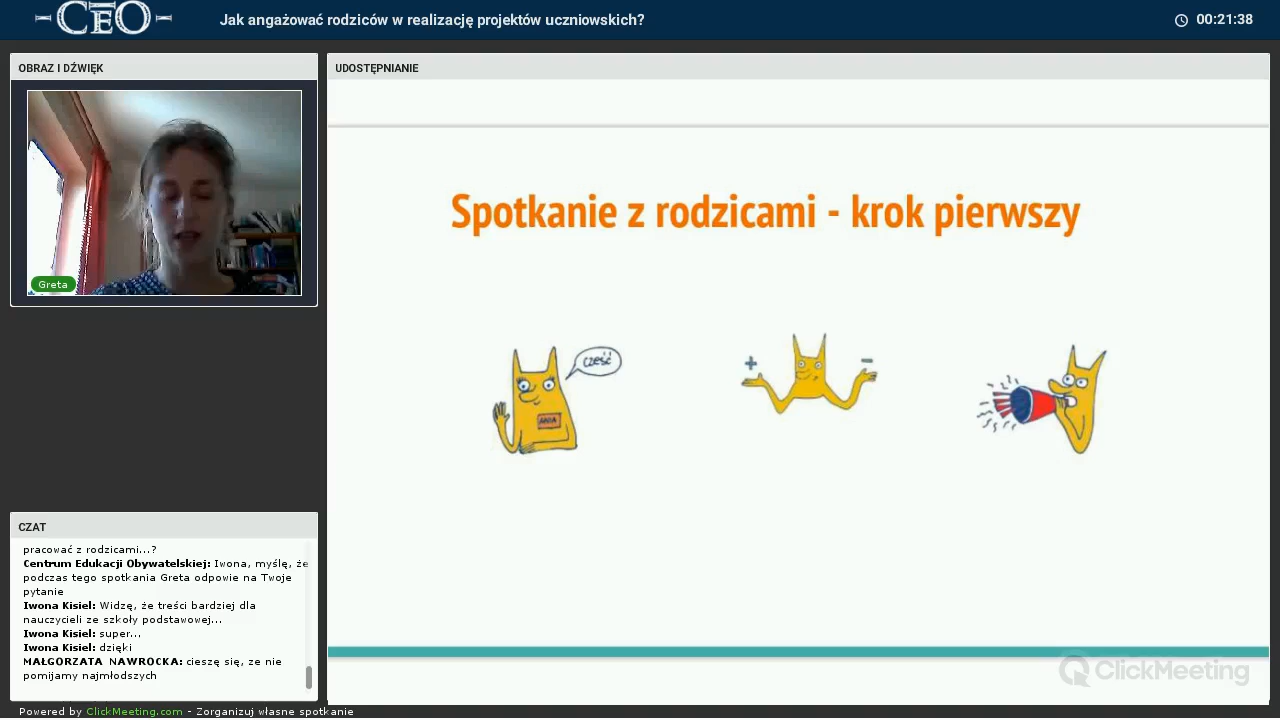 CEO
Jak angażować rodziców w realizację projektów uczniowskich?
00:21:38
OBRAZ I DŹWIĘK
Greta
UDOSTĘPNIANIE
Spotkanie z rodzicami - krok pierwszy
cześć
ANIA
+
-
CZAT
pracować z rodzicami...?
Centrum Edukacji Obywatelskiej: Iwona, myślę, że
podczas tego spotkania Greta odpowie na Twoje
pytanie
Iwona Kisiel: Widzę, że treści bardziej dla
nauczycieli ze szkoły podstawowej...
Iwona Kisiel: super...
Iwona Kisiel: dzięki
MAŁGORZATA NAWROCKA: cieszę się, ze nie
pomijamy najmłodszych
ClickMeeting
Powered by ClickMeeting.com - Zorganizuj własne spotkanie